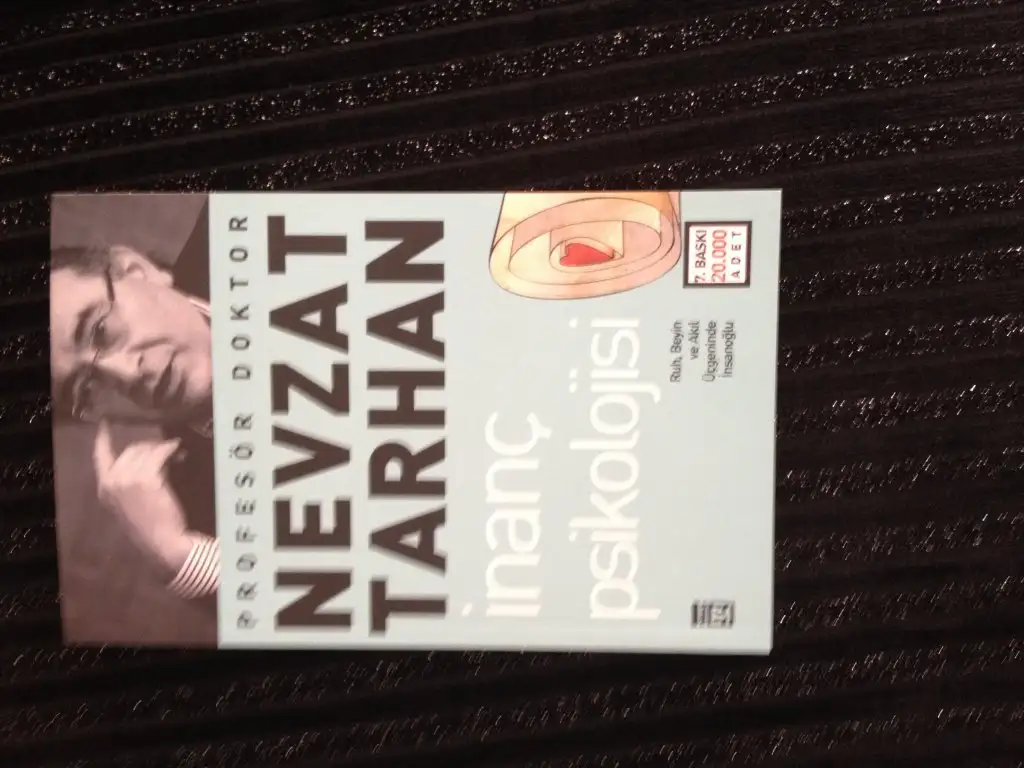 PROFESÖR DOKTOR
NEVZAT
TARHAN
inanç
psikolojisi
Ruh, Beyin
ve Akıl
Üçgeninde
İnsanoğlu
7. BASKI
20.000
ADET